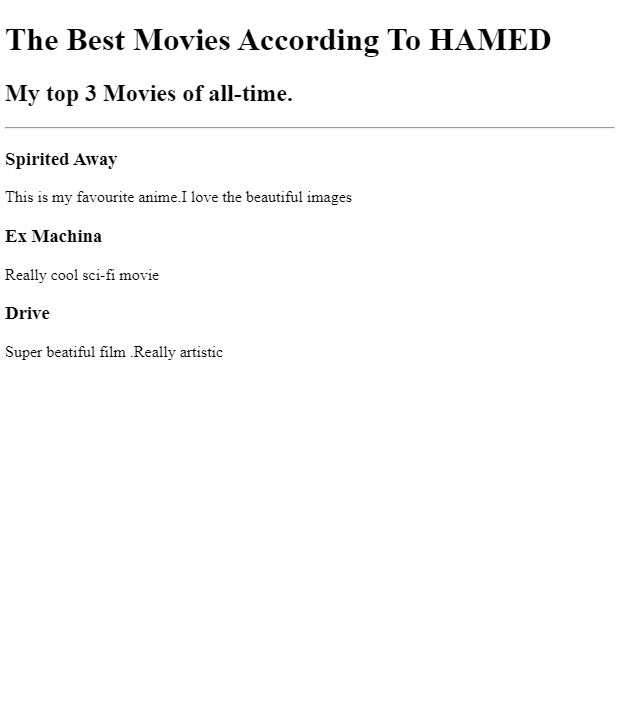 The Best Movies According To HAMED
My top 3 Movies of all-time.
Spirited Away
This is my favourite anime.I love the beautiful images
Ex Machina
Really cool sci-fi movie
Drive
Super beatiful film .Really artistic